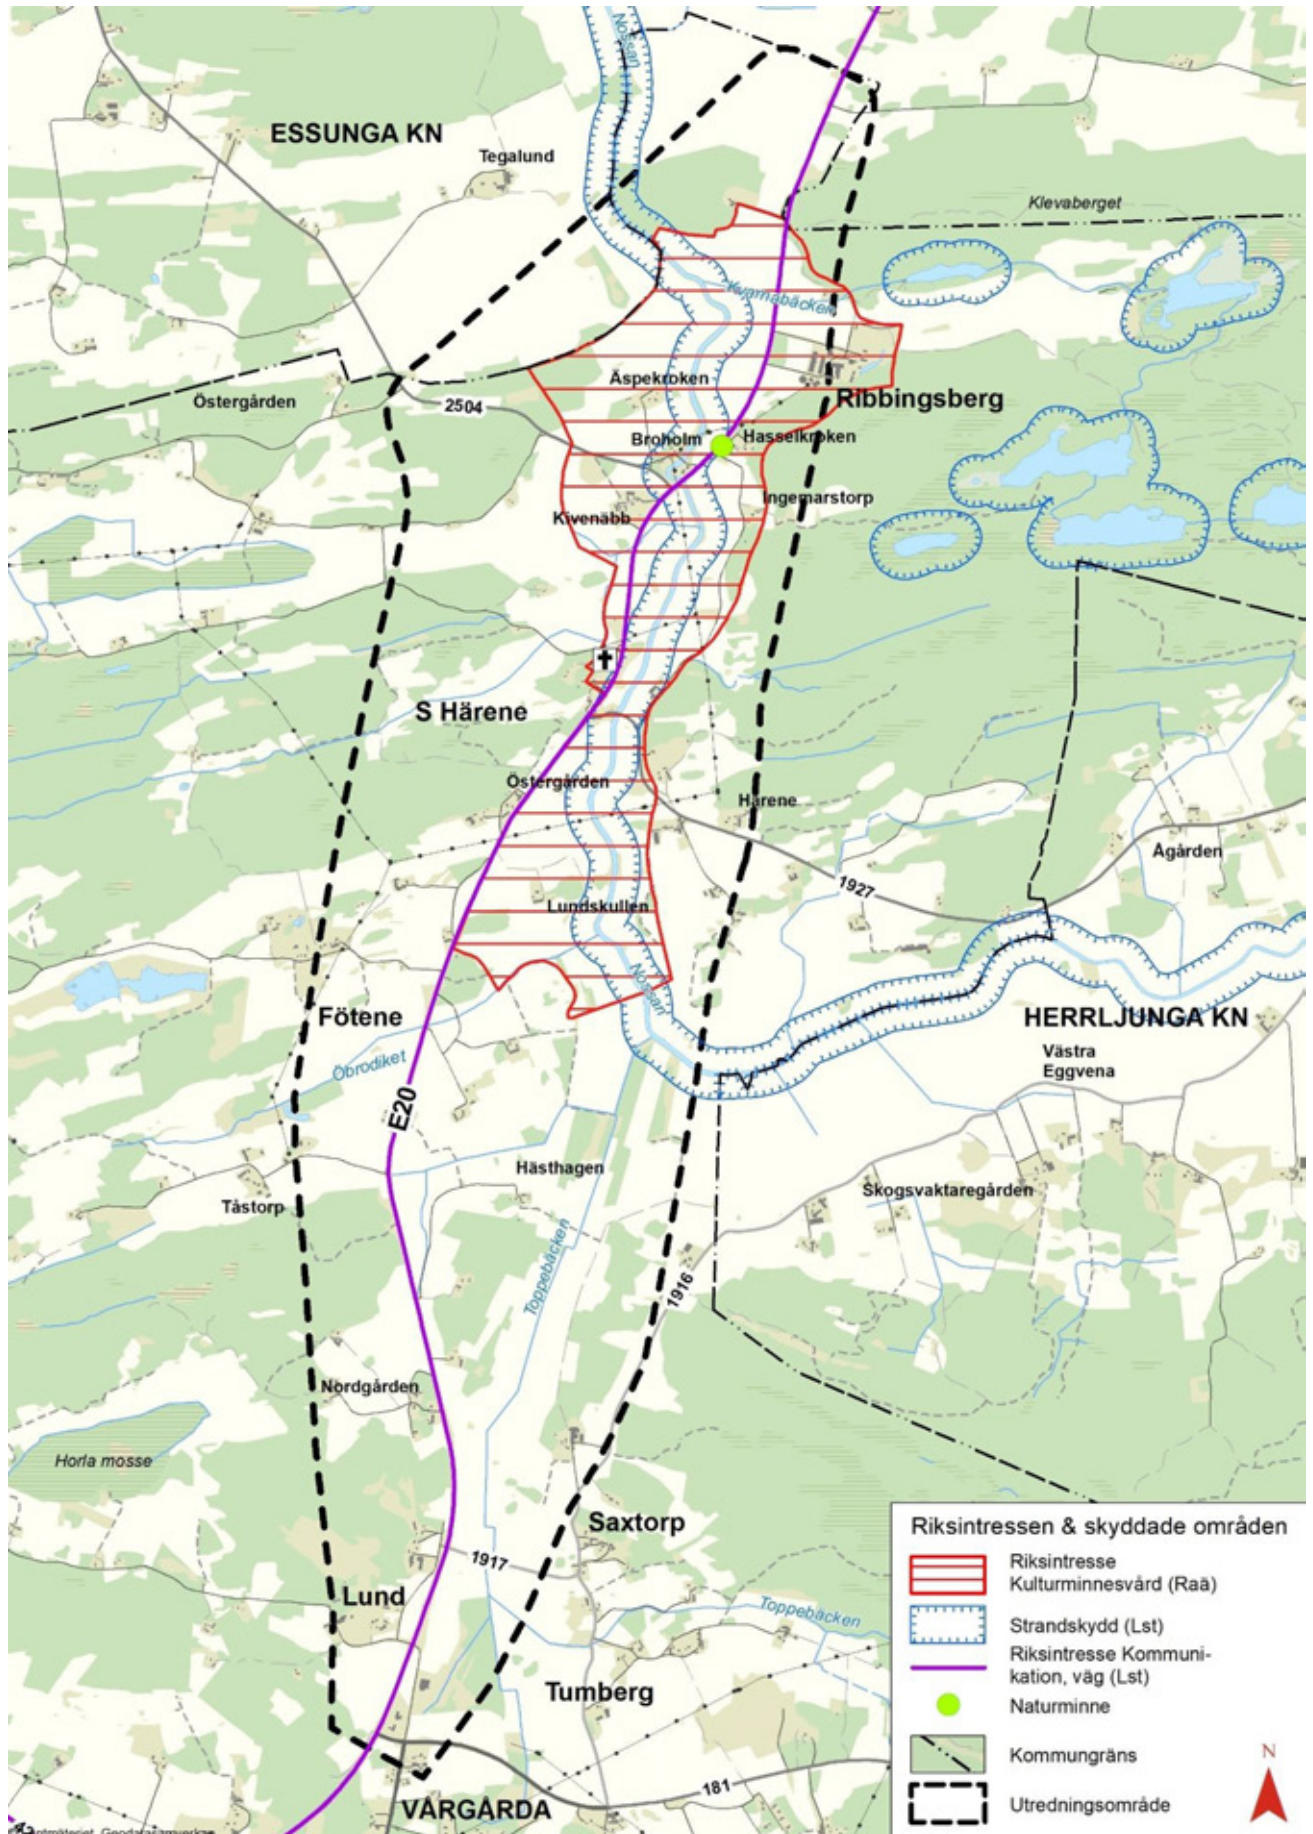 Nossan
ESSUNGA KN
Tegalund
Klevaberget
Kvarnabäcken
Äspekroken
Östergården
2504
Ribbingsberg
Broholm
Hasselkroken
Ingemarstorp
Kivenäbb
S Härene
Östergården
Härene
Ågården
1927
Lundskullen
Nossan
Fötene
HERRLJUNGA KN
Västra
Eggvena
Öbrodiket
E20
Hästhagen
Skogsvaktaregården
Tåstorp
Toppebäcken
1916
Nordgården
Horla mosse
Saxtorp
1917
Lund
Toppebäcken
Tumberg
181
VÅRGÅRDA
Riksintressen & skyddade områden
Riksintresse
Kulturminnesvård (Raä)
Strandskydd (Lst)
Riksintresse Kommuni-
kation, väg (Lst)
Naturminne
Kommungräns
Utredningsområde
N